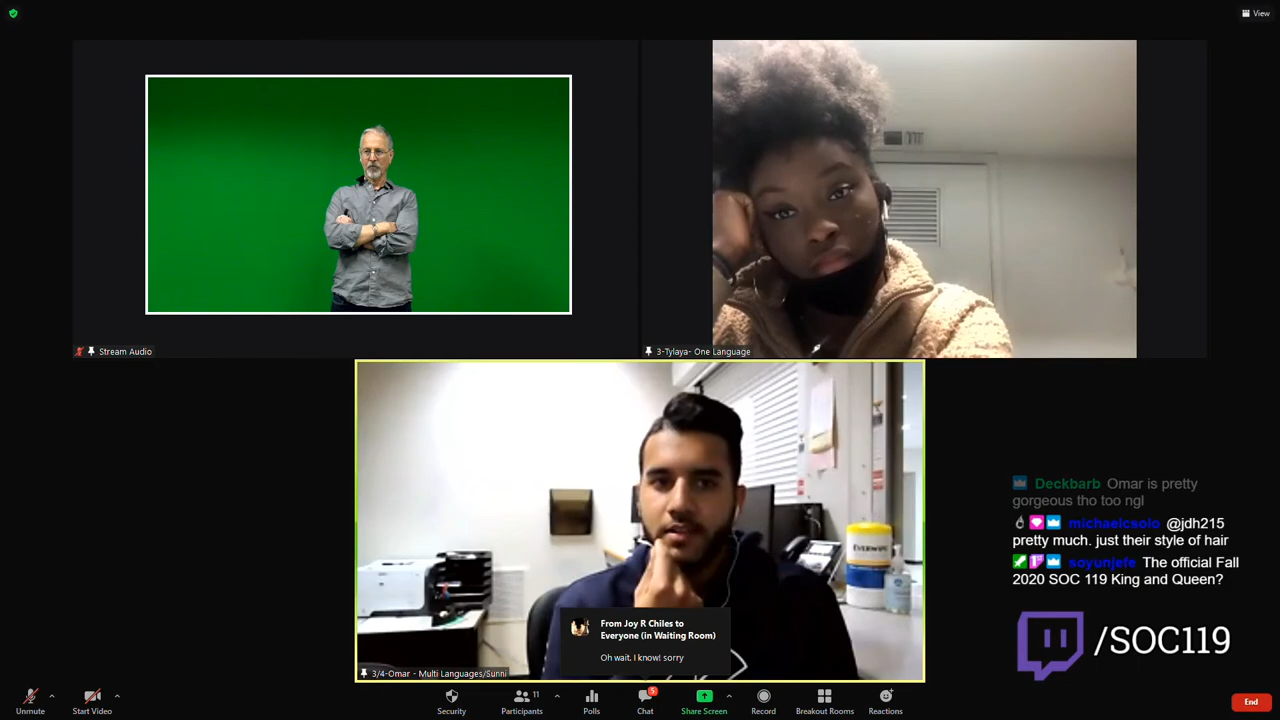 View
Stream Audio
3-Tylaya- One Language
EVERWIPE
Deckbarb Omar is pretty
gorgeous tho too ngl
michaelcsolo @jdh215
pretty much. just their style of hair
soyunjefe The official Fall
2020 SOC 119 King and Queen?
/SOC119
From Joy R Chiles to
Everyone (in Waiting Room)
Oh wait. I know! sorry
3/4-Omar - Multi Languages/Sunni
Unmute
Start Video
Security
Participants
11
Polls
Chat
5
Share Screen
Record
Breakout Rooms
Reactions
End